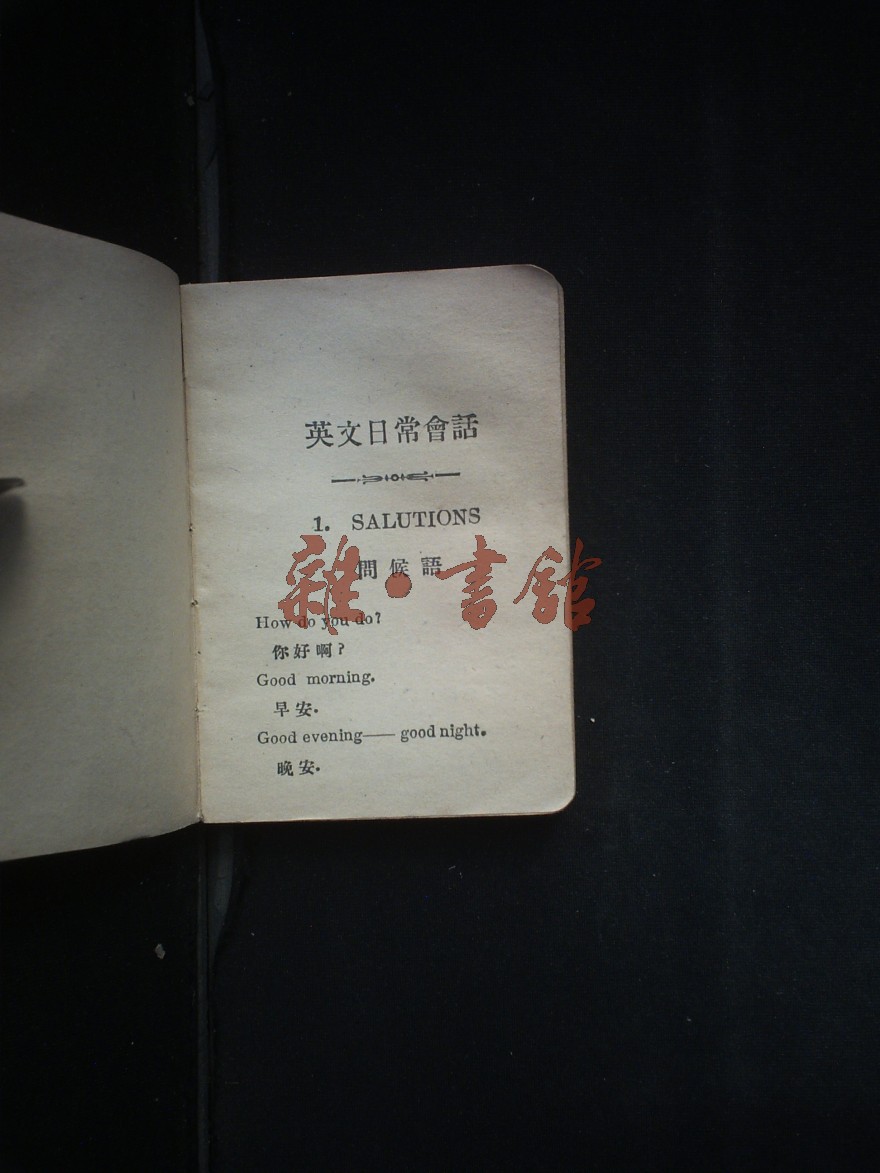 英文日常會話
1. SALUTIONS
問候語
雜·書館
How do you do?
你好啊?
Good morning.
早安.
Good evening—— good night.
晚安.